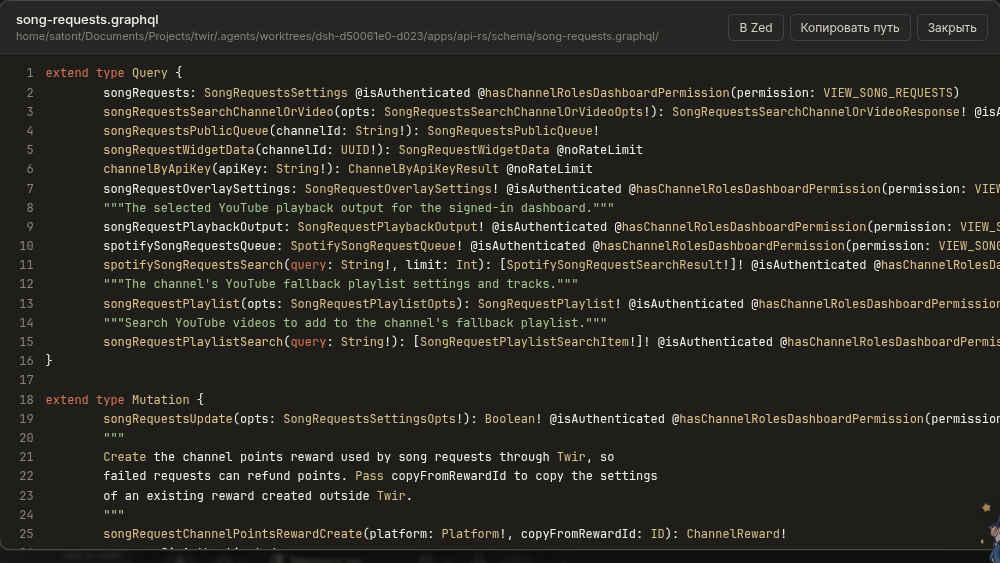 song-requests.graphql
home/satont/Documents/Projects/twir/.agents/worktrees/dsh-d50061e0-d023/apps/api-rs/schema/song-requests.graphql/
В Zed
Копировать путь
Закрыть
1 extend type Query {
2 songRequests: SongRequestsSettings @isAuthenticated @hasChannelRolesDashboardPermission(permission: VIEW_SONG_REQUESTS)
3 songRequestsSearchChannelOrVideo(opts: SongRequestsSearchChannelOrVideoOpts!): SongRequestsSearchChannelOrVideoResponse! @isA
4 songRequestsPublicQueue(channelId: String!): SongRequestsPublicQueue!
5 songRequestWidgetData(channelId: UUID!): SongRequestWidgetData @noRateLimit
6 channelByApiKey(apiKey: String!): ChannelByApiKeyResult @noRateLimit
7 songRequestOverlaySettings: SongRequestOverlaySettings! @isAuthenticated @hasChannelRolesDashboardPermission(permission: VIEW
8 """The selected YouTube playback output for the signed-in dashboard."""
9 songRequestPlaybackOutput: SongRequestPlaybackOutput! @isAuthenticated @hasChannelRolesDashboardPermission(permission: VIEW_S
10 spotifySongRequestsQueue: SpotifySongRequestQueue! @isAuthenticated @hasChannelRolesDashboardPermission(permission: VIEW_SONG
11 spotifySongRequestsSearch(query: String!, limit: Int): [SpotifySongRequestSearchResult!]! @isAuthenticated @hasChannelRolesDa
12 """The channel's YouTube fallback playlist settings and tracks."""
13 songRequestPlaylist(opts: SongRequestPlaylistOpts): SongRequestPlaylist! @isAuthenticated @hasChannelRolesDashboardPermission
14 """Search YouTube videos to add to the channel's fallback playlist."""
15 songRequestPlaylistSearch(query: String!): [SongRequestPlaylistSearchItem!]! @isAuthenticated @hasChannelRolesDashboardPermis
16 }
17
18 extend type Mutation {
19 songRequestsUpdate(opts: SongRequestsSettingsOpts!): Boolean! @isAuthenticated @hasChannelRolesDashboardPermission(permission
20 """
21 Create the channel points reward used by song requests through Twir, so
22 failed requests can refund points. Pass copyFromRewardId to copy the settings
23 of an existing reward created outside Twir.
24 """
25 songRequestChannelPointsRewardCreate(platform: Platform!, copyFromRewardId: ID): ChannelReward!